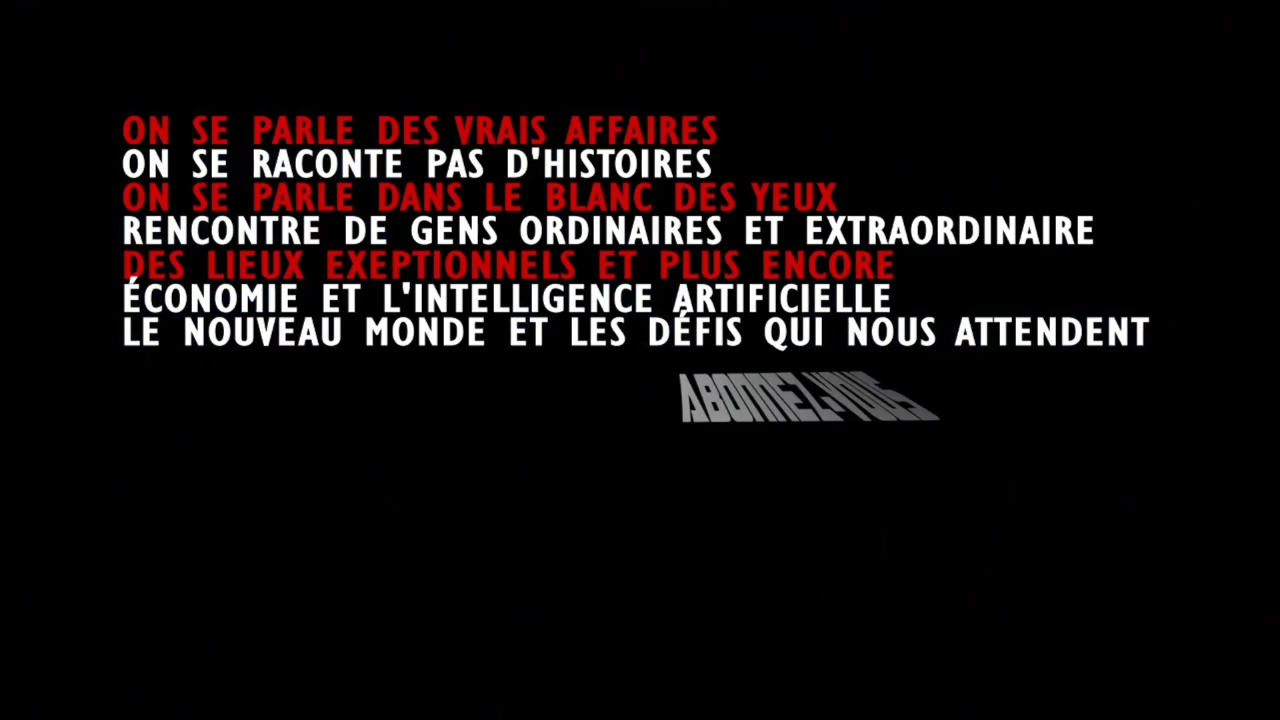 ON SE PARLE DES VRAIS AFFAIRES
ON SE RACONTE PAS D'HISTOIRES
ON SE PARLE DANS LE BLANC DES YEUX
RENCONTRE DE GENS ORDINAIRES ET EXTRAORDINAIRE
DES LIEUX EXEPTIONNELS ET PLUS ENCORE
ÉCONOMIE ET L'INTELLIGENCE ARTIFICIELLE
LE NOUVEAU MONDE ET LES DÉFIS QUI NOUS ATTENDENT
ABONNEZ-VOUS